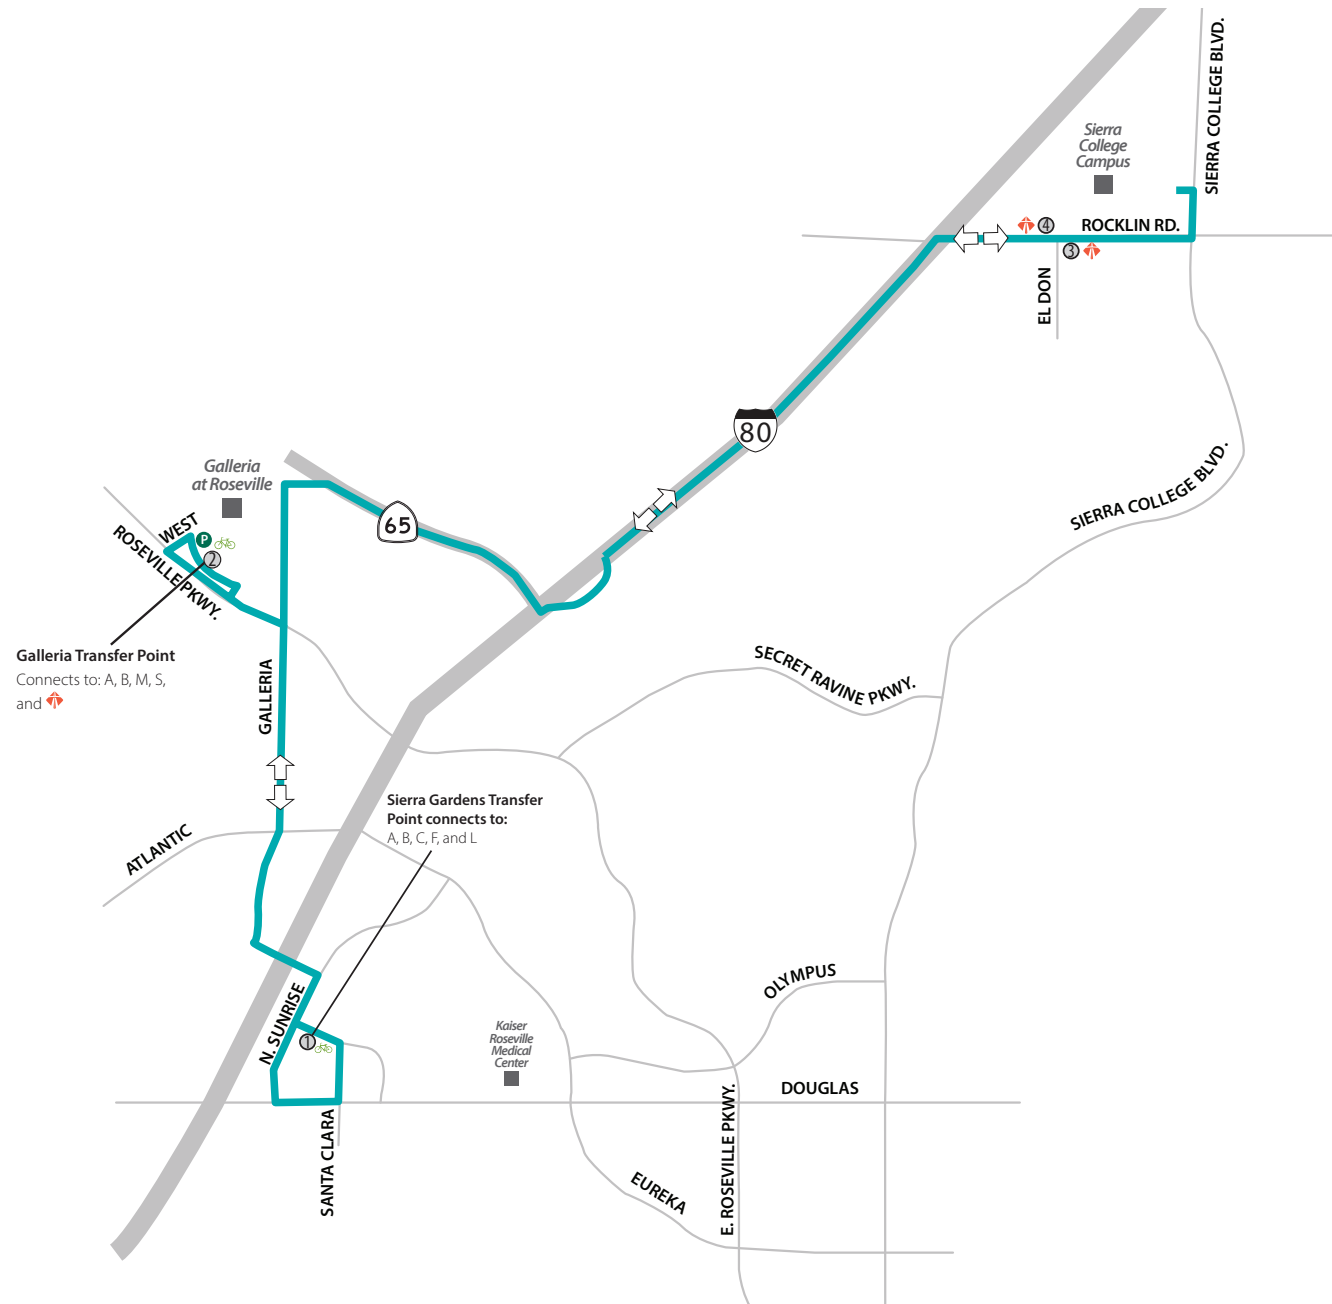 SIERRA COLLEGE BLVD.
Sierra
College
Campus
4
ROCKLIN RD.
3
EL DON
80
SIERRA COLLEGE BLVD.
Galleria
at Roseville
65
WEST
P
2
ROSEVILLE PKWY.
Galleria Transfer Point
Connects to: A, B, M, S,
and
GALLERIA
SECRET RAVINE PKWY.
Sierra Gardens Transfer
Point connects to:
A, B, C, F, and L
ATLANTIC
OLYMPUS
N. SUNRISE
1
Kaiser
Roseville
Medical
Center
DOUGLAS
SANTA CLARA
E. ROSEVILLE PKWY.
EUREKA